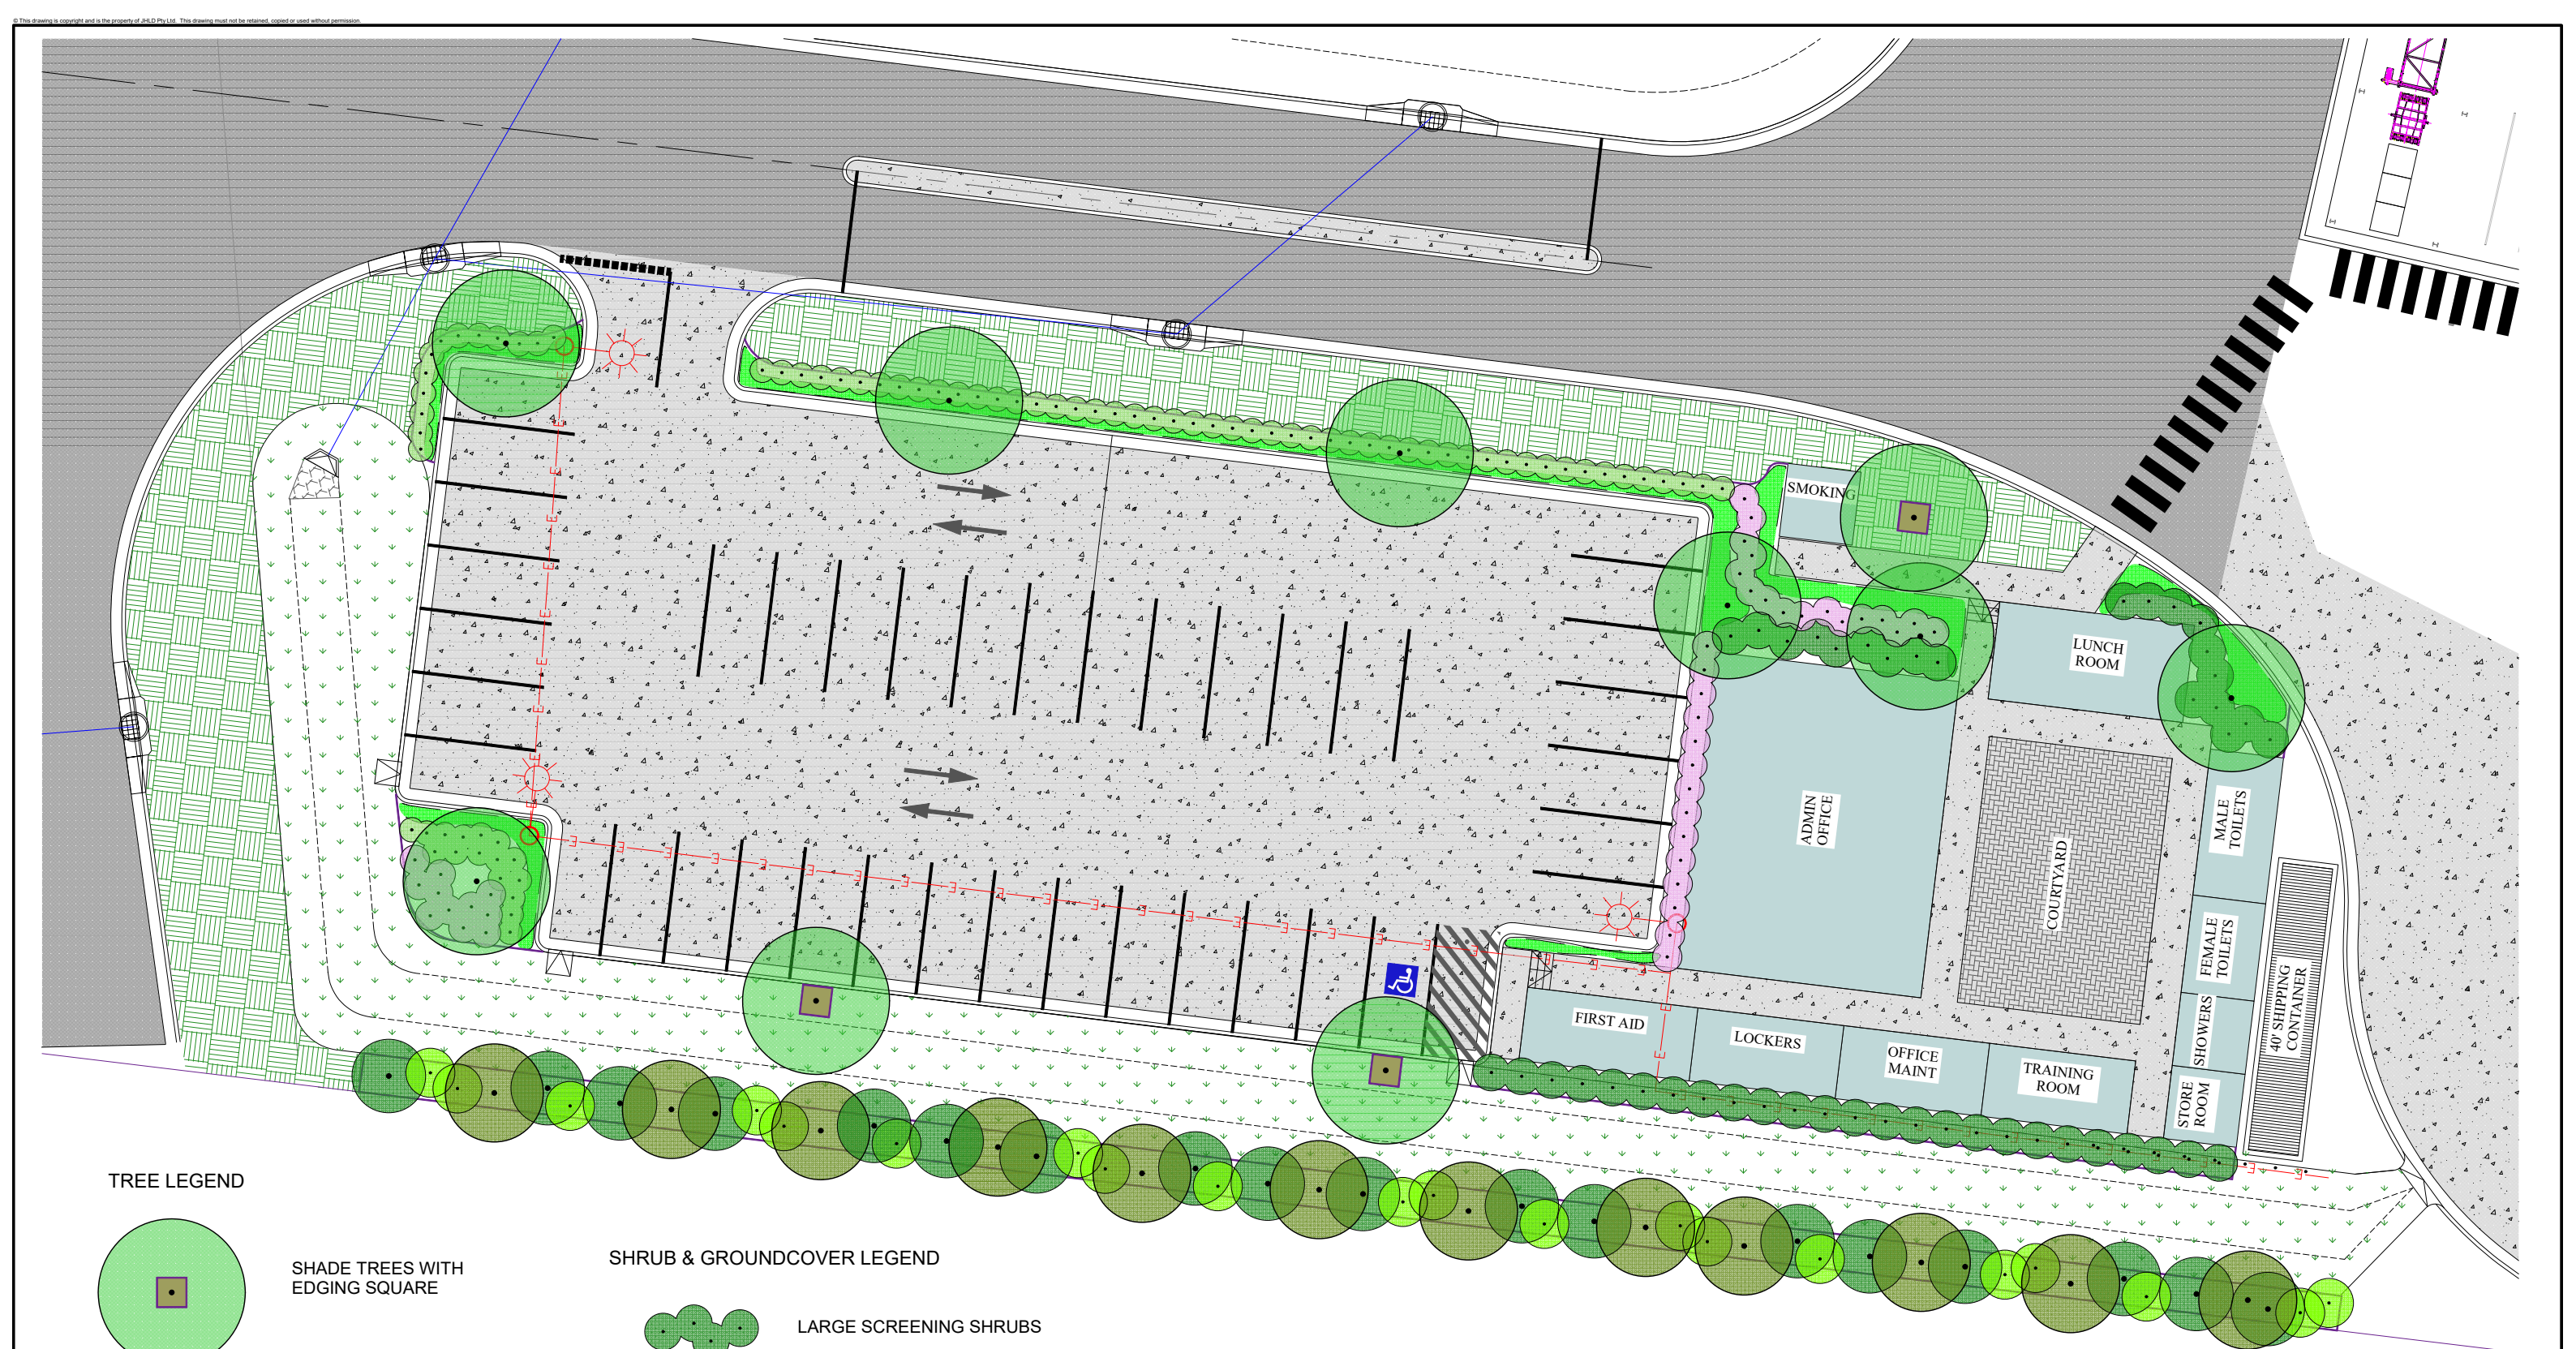 © This drawing is copyright and is the property of JHLD Pty Ltd. This drawing must not be retained, copied or used without permission.
SMOKING
LUNCH
ROOM
ADMIN
OFFICE
COURTYARD
MALE
TOILETS
FEMALE
TOILETS
SHOWERS
STORE
ROOM
40' SHIPPING
CONTAINER
FIRST AID
LOCKERS
OFFICE
MAINT
TRAINING
ROOM
TREE LEGEND
SHADE TREES WITH
EDGING SQUARE
SHRUB & GROUNDCOVER LEGEND
LARGE SCREENING SHRUBS